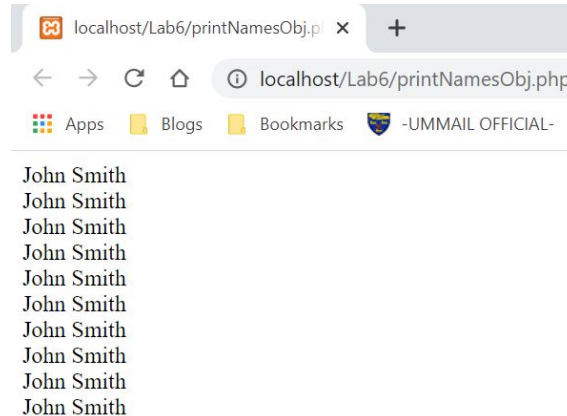 localhost/Lab6/printNamesObj.p
localhost/Lab6/printNamesObj.php
Apps Blogs Bookmarks -UMMAIL OFFICIAL-
John Smith
John Smith
John Smith
John Smith
John Smith
John Smith
John Smith
John Smith
John Smith
John Smith